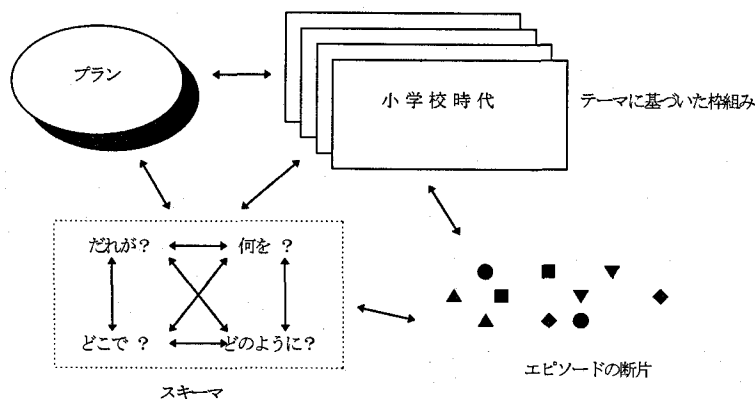 プラン
小学校時代
テーマに基づいた枠組み
だれが？
何を ？
どこで ？
どのように？
スキーマ
エピソードの断片